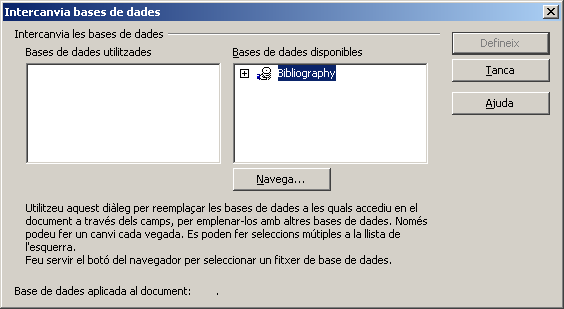 Intercanvia bases de dades
Intercanvia les bases de dades
Bases de dades utilitzades
Bases de dades disponibles
Bibliography
Defineix
Tanca
Ajuda
Navega...
Utilitzeu aquest diàleg per reemplaçar les bases de dades a les quals accediu en el
document a través dels camps, per emplenar-los amb altres bases de dades. Només
podeu fer un canvi cada vegada. Es poden fer seleccions mútiples a la llista de
l'esquerra.
Feu servir el botó del navegador per seleccionar un fitxer de base de dades.
Base de dades aplicada al document: .